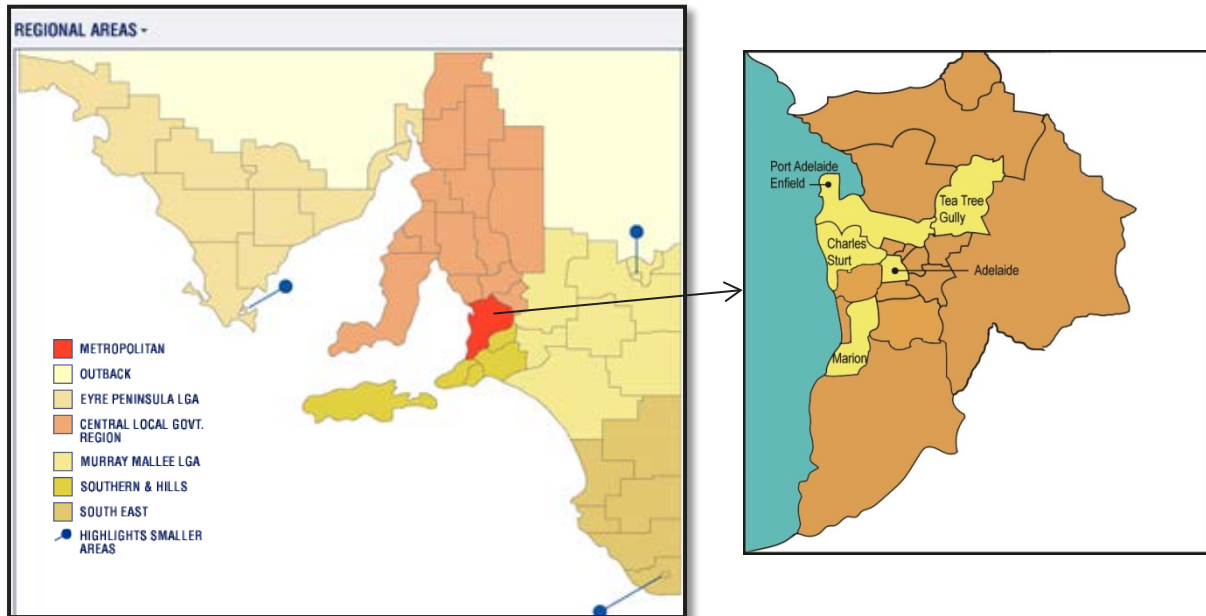 REGIONAL AREAS
METROPOLITAN
OUTBACK
EYRE PENINSULA LGA
CENTRAL LOCAL GOVT.
REGION
MURRAY MALLEE LGA
SOUTHERN & HILLS
SOUTH EAST
HIGHLIGHTS SMALLER
AREAS
Port Adelaide
Enfield
Tea Tree
Gully
Charles
Sturt
Adelaide
Marion